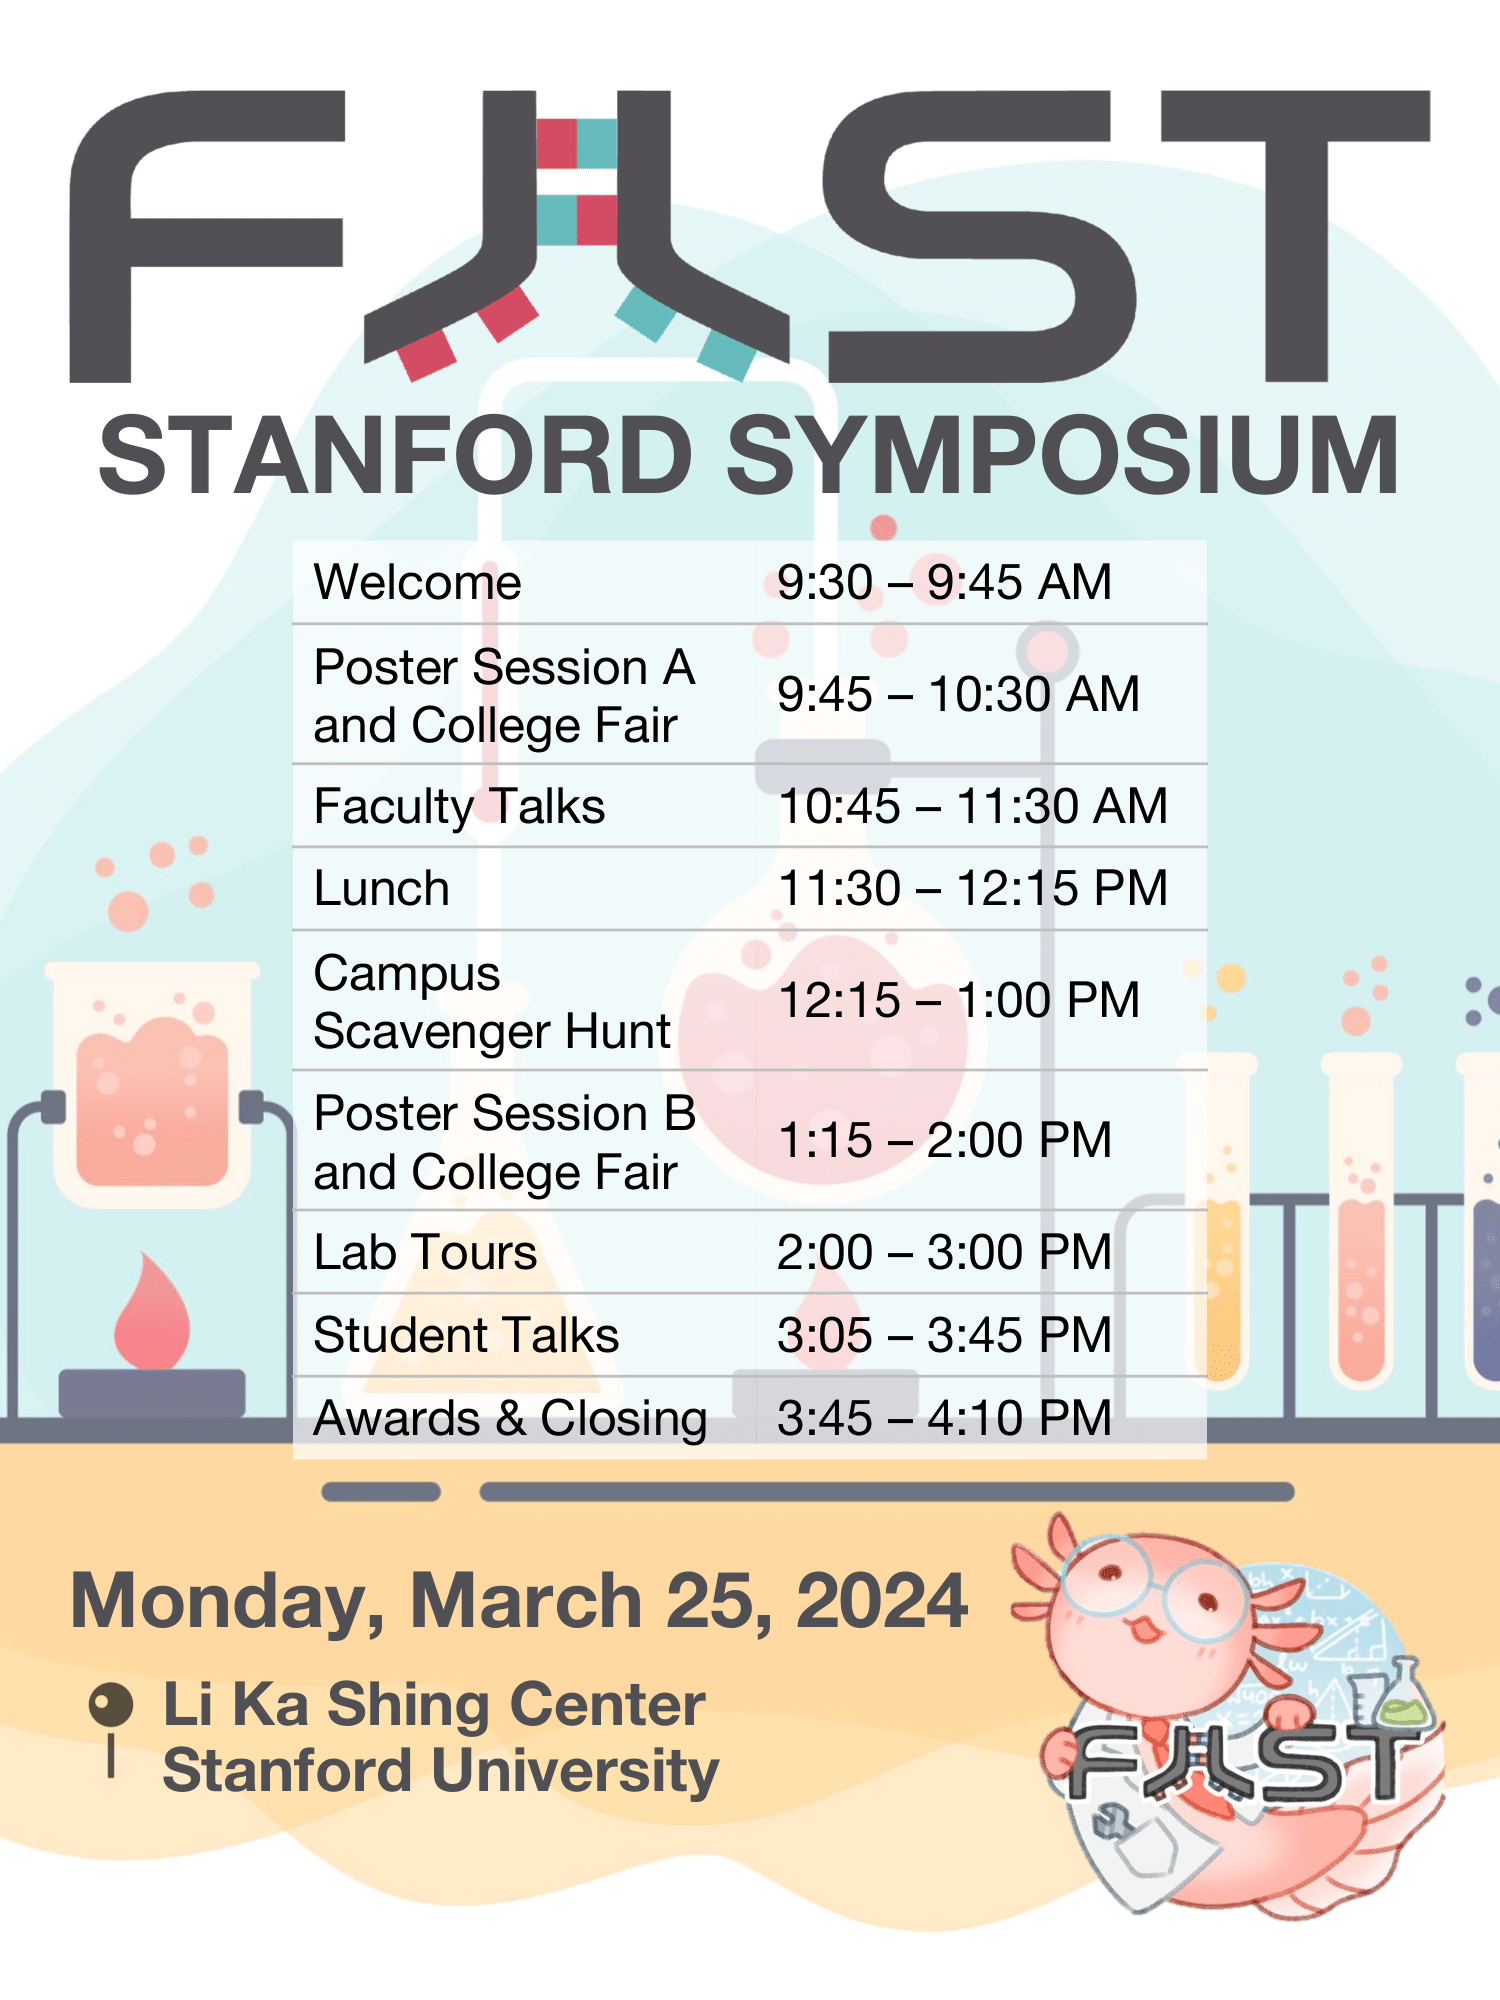 FAST
STANFORD SYMPOSIUM
Welcome 9:30 – 9:45 AM
Poster Session A
and College Fair
9:45 – 10:30 AM
Faculty Talks 10:45 – 11:30 AM
Lunch 11:30 – 12:15 PM
Campus
Scavenger Hunt
12:15 – 1:00 PM
Poster Session B
and College Fair
1:15 – 2:00 PM
Lab Tours 2:00 – 3:00 PM
Student Talks 3:05 – 3:45 PM
Awards & Closing 3:45 – 4:10 PM
Monday, March 25, 2024
Li Ka Shing Center
Stanford University
FAST